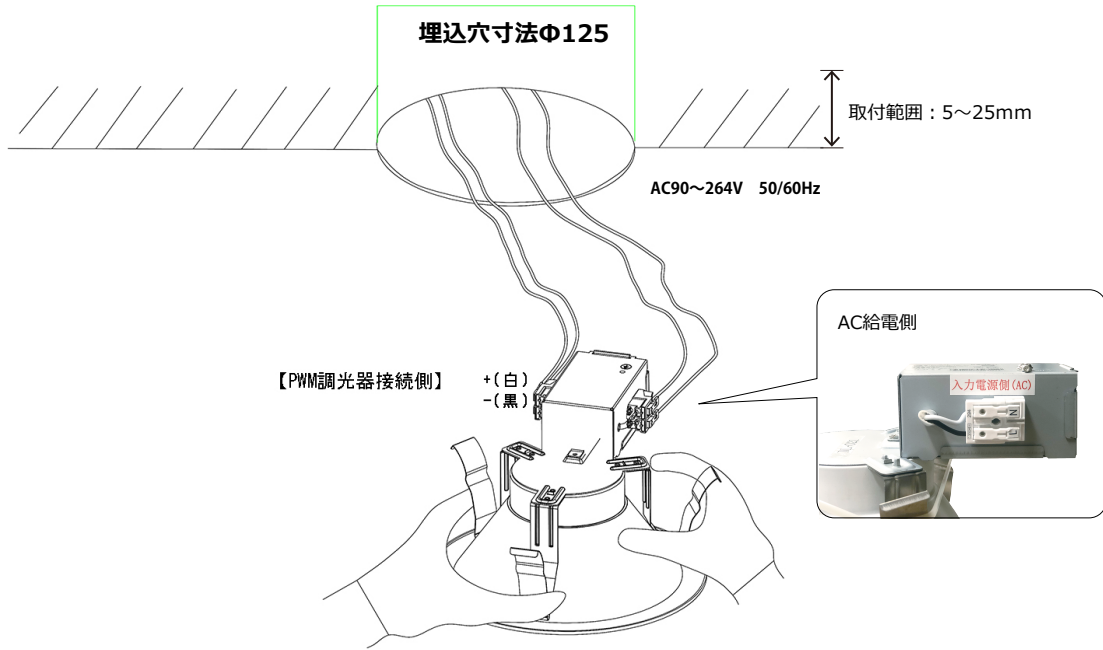 埋込穴寸法Φ125
取付範囲：5～25mm
AC90～264V 50/60Hz
AC給電側
【PWM調光器接続側】
+(白)
-(黒)
入力電源側(AC)
N
L